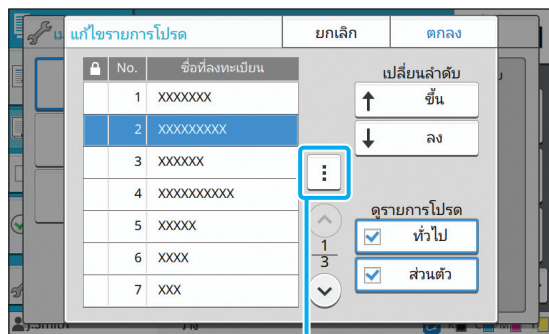 แก้ไขรายการโปรด ยกเลิก ตกลง
No. ชื่อที่ลงทะเบียน
1 XXXXXXX
2 XXXXXXXXX
3 XXXXXX
4 XXXXXXXXXX
5 XXXXX
6 XXXX
7 XXX
เปลี่ยนลำดับ
ขึ้น
ลง
1
3
ดูรายการโปรด
ทั่วไป
ส่วนตัว
J.Smith